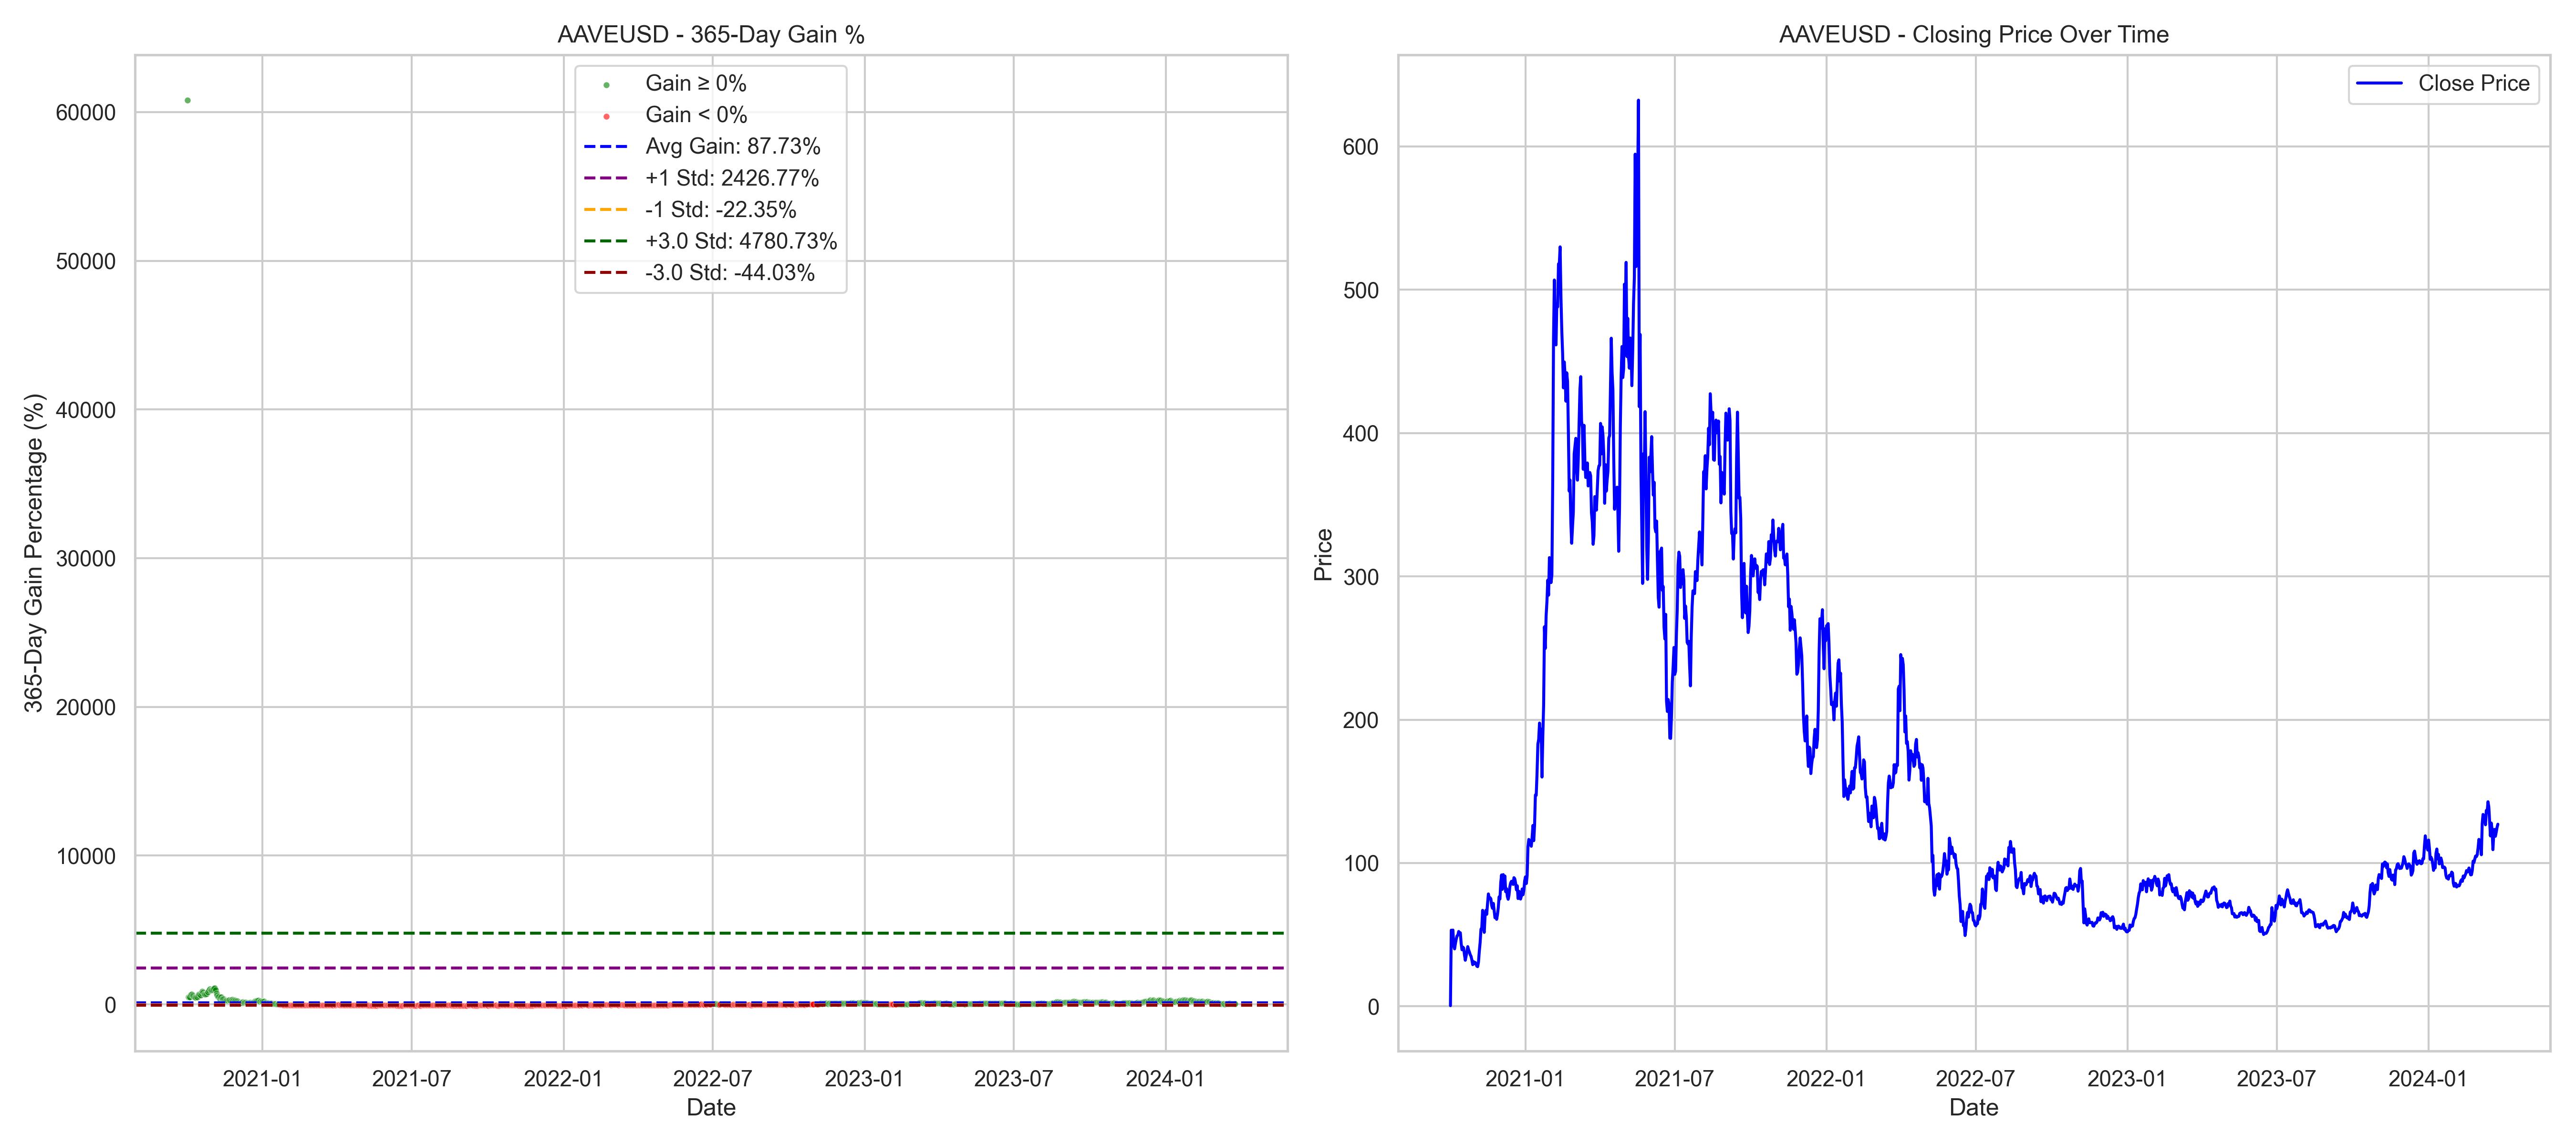 AAVEUSD - 365-Day Gain %
60000
50000
40000
30000
20000
10000
0
365-Day Gain Percentage (%)
Gain ≥ 0%
Gain < 0%
Avg Gain: 87.73%
+1 Std: 2426.77%
-1 Std: -22.35%
+3.0 Std: 4780.73%
-3.0 Std: -44.03%
2021-01 2021-07 2022-01 2022-07 2023-01 2023-07 2024-01
Date
AAVEUSD - Closing Price Over Time
Close Price
600
500
400
300
200
100
0
Price
2021-01 2021-07 2022-01 2022-07 2023-01 2023-07 2024-01
Date